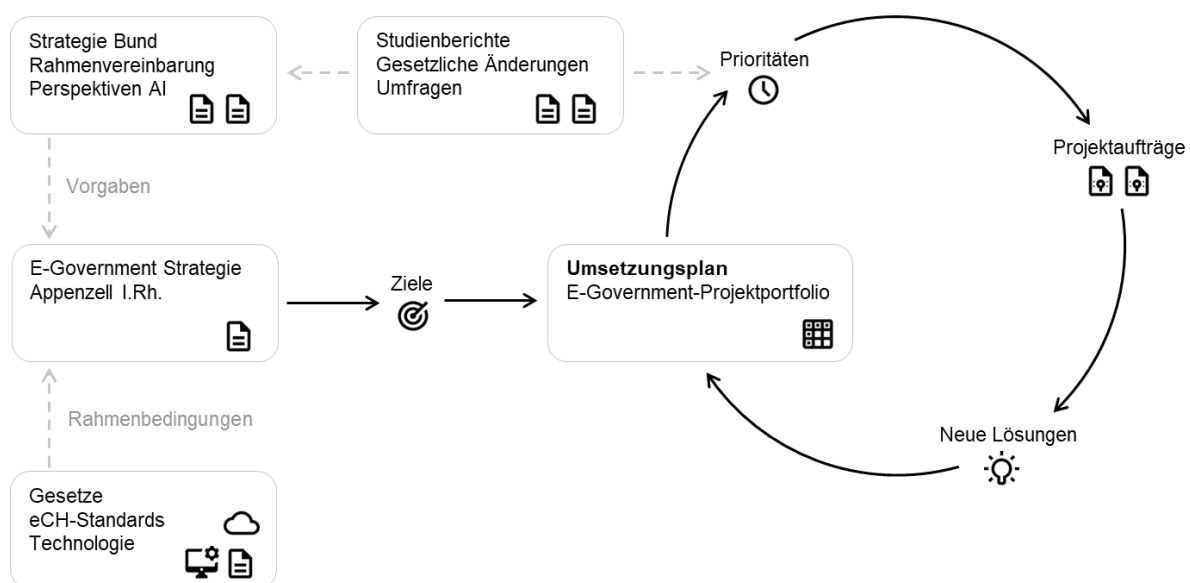 Strategie Bund
Rahmenvereinbarung
Perspektiven AI
Studienberichte
Gesetzliche Änderungen
Umfragen
Prioritäten
Projektaufträge
Vorgaben
E-Government Strategie
Appenzell I.Rh.
Ziele
Umsetzungsplan
E-Government-Projektportfolio
Rahmenbedingungen
Neue Lösungen
Gesetze
eCH-Standards
Technologie